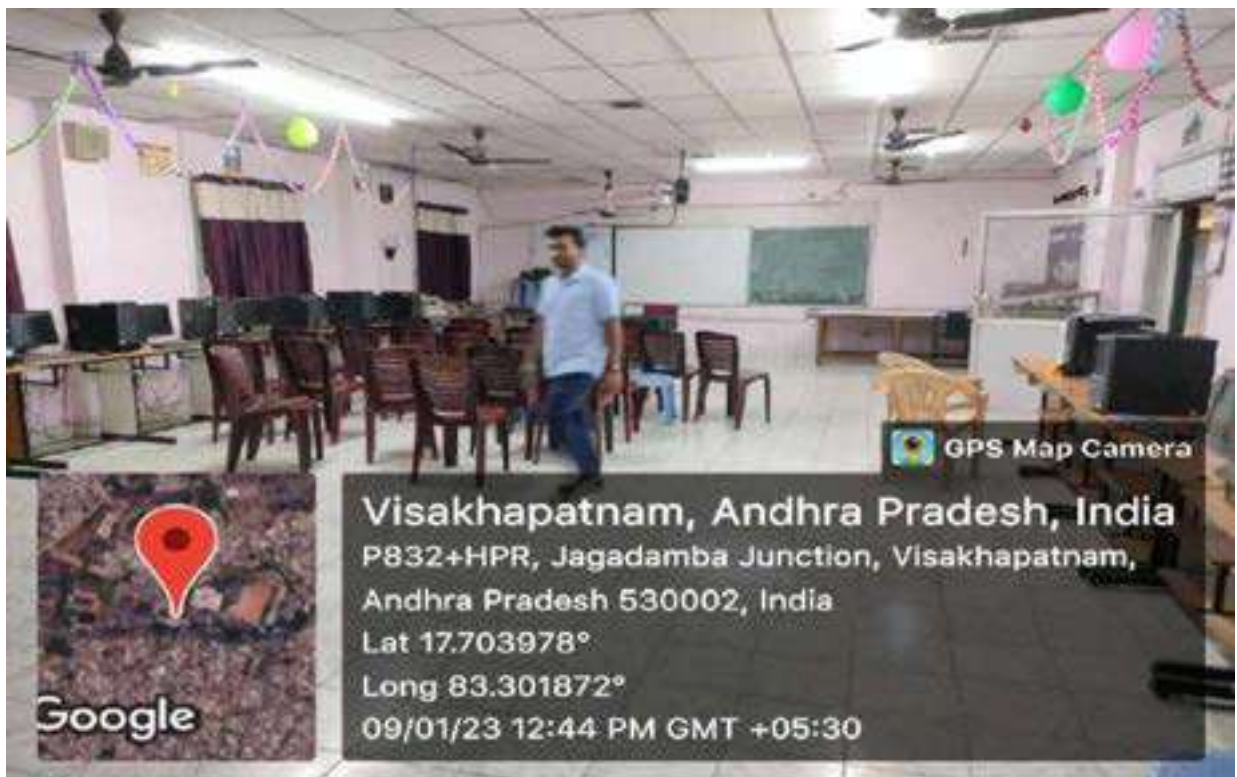 GPS Map Camera
Visakhapatnam, Andhra Pradesh, India
P832+HPR, Jagadamba Junction, Visakhapatnam,
Andhra Pradesh 530002, India
Lat 17.703978°
Long 83.301872°
09/01/23 12:44 PM GMT +05:30
Google